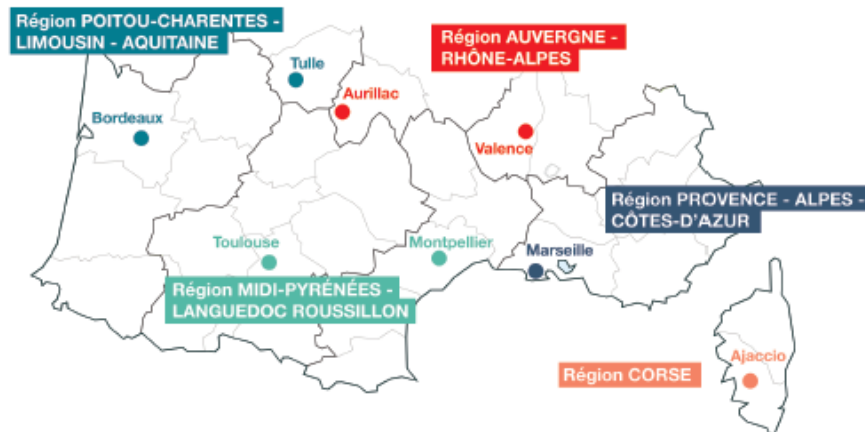 Région POITOU-CHARENTES -
LIMOUSIN - AQUITAINE
Région AUVERGNE -
RHÔNE-ALPES
Tulle
Aurillac
Bordeaux
Valence
Région PROVENCE - ALPES -
CÔTES-D'AZUR
Toulouse
Montpellier
Marseille
Région MIDI-PYRÉNÉES -
LANGUEDOC ROUSSILLON
Ajaccio
Région CORSE